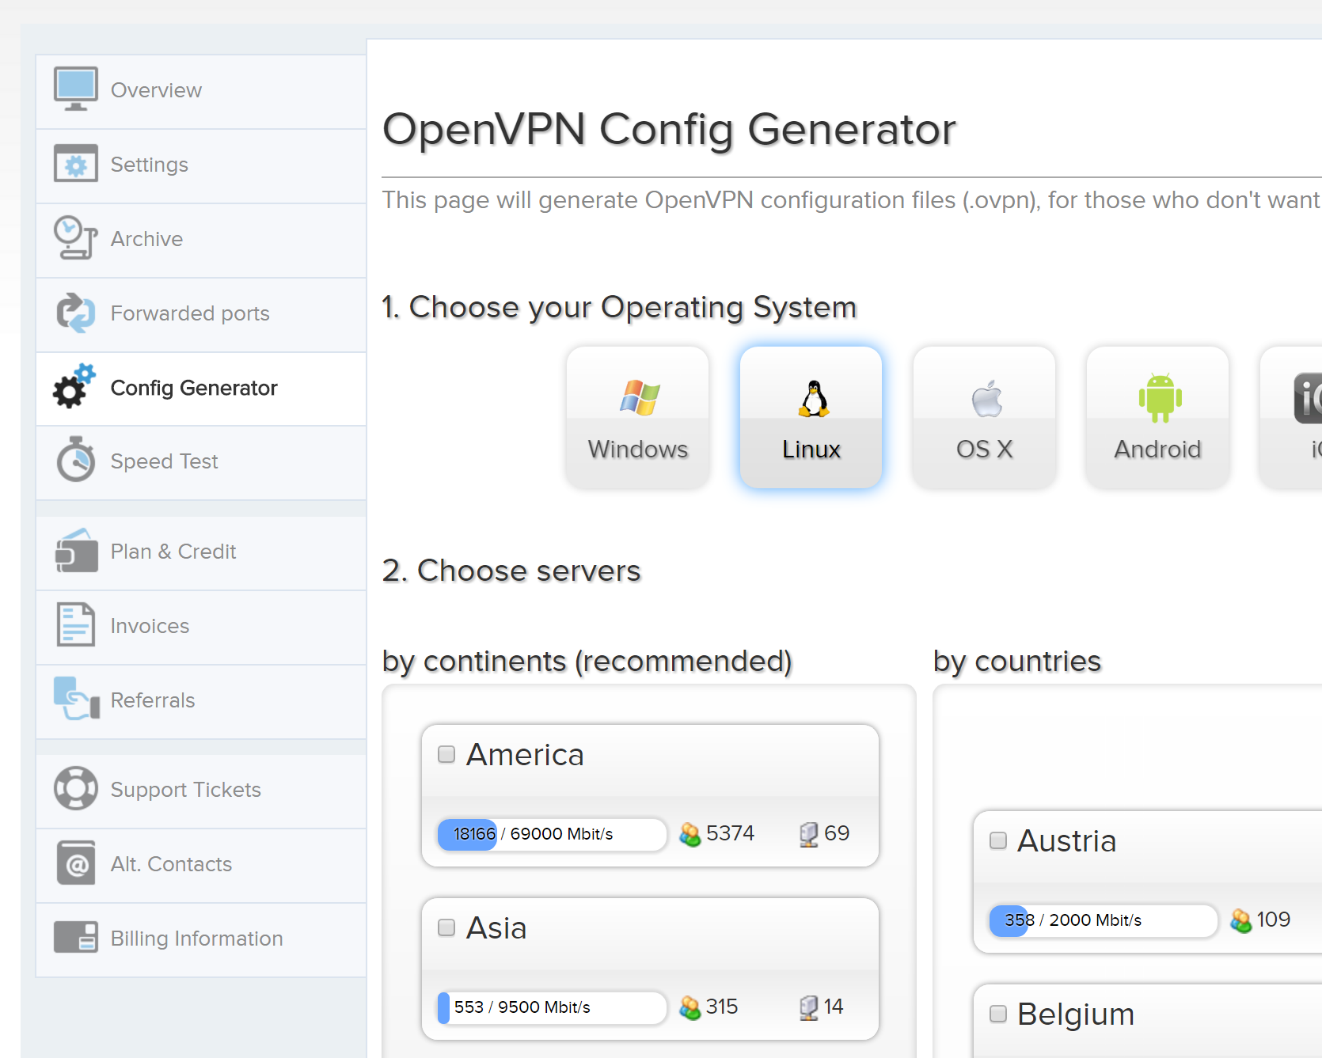 Overview
Settings
Archive
Forwarded ports
Config Generator
Speed Test
Plan & Credit
Invoices
Referrals
Support Tickets
Alt. Contacts
Billing Information
OpenVPN Config Generator
This page will generate OpenVPN configuration files (.ovpn), for those who don't want
1. Choose your Operating System
Windows
Linux
OS X
Android
2. Choose servers
by continents (recommended)
America
18166 / 69000 Mbit/s 5374 69
Asia
553 / 9500 Mbit/s 315 14
by countries
Austria
358 / 2000 Mbit/s 109
Belgium